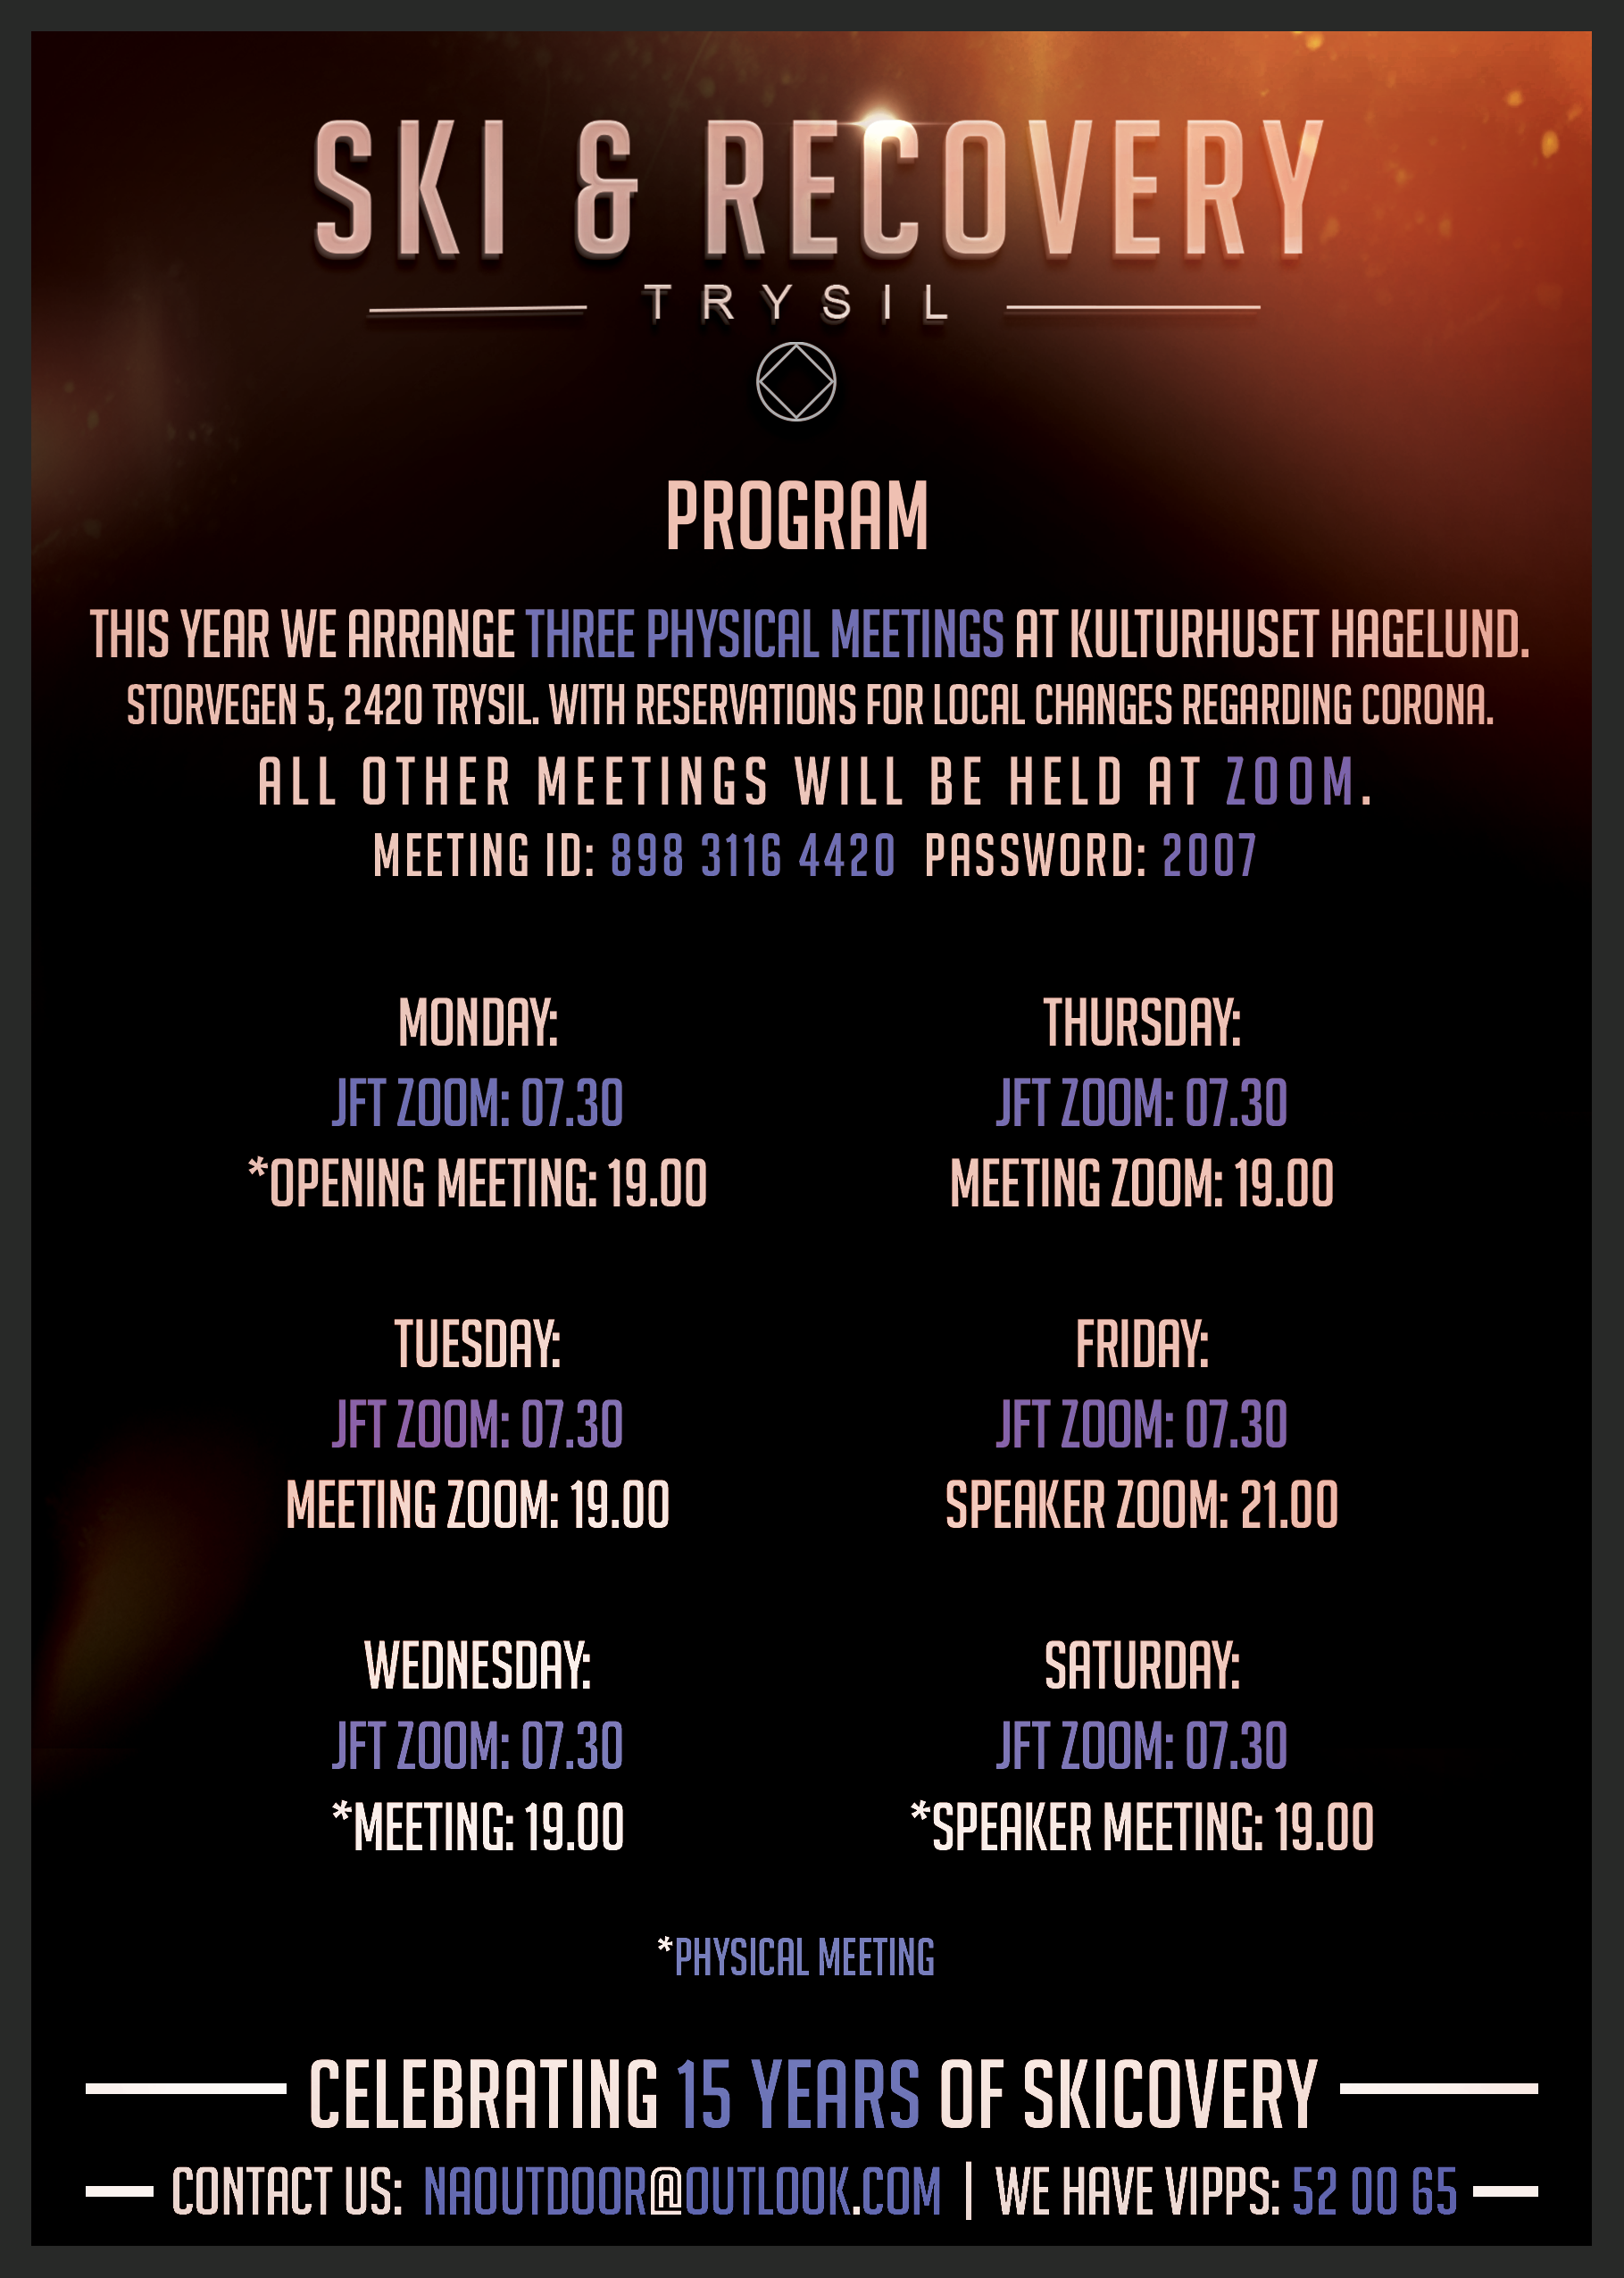 SKI & RECOVERY
TRYSIL
PROGRAM
THIS YEAR WE ARRANGE THREE PHYSICAL MEETINGS AT KULTURHUSET HAGELUND.
STORVEGEN 5, 2420 TRYSIL. WITH RESERVATIONS FOR LOCAL CHANGES REGARDING CORONA.
ALL OTHER MEETINGS WILL BE HELD AT ZOOM.
MEETING ID: 898 3116 4420 PASSWORD: 2007
MONDAY:
JFT ZOOM: 07.30
*OPENING MEETING: 19.00
TUESDAY:
JFT ZOOM: 07.30
MEETING ZOOM: 19.00
WEDNESDAY:
JFT ZOOM: 07.30
*MEETING: 19.00
THURSDAY:
JFT ZOOM: 07.30
MEETING ZOOM: 19.00
FRIDAY:
JFT ZOOM: 07.30
SPEAKER ZOOM: 21.00
SATURDAY:
JFT ZOOM: 07.30
*SPEAKER MEETING: 19.00
*PHYSICAL MEETING
CELEBRATING 15 YEARS OF SKICOVERY
CONTACT US: NAOUTDOOR@OUTLOOK.COM | WE HAVE VIPPS: 52 00 65